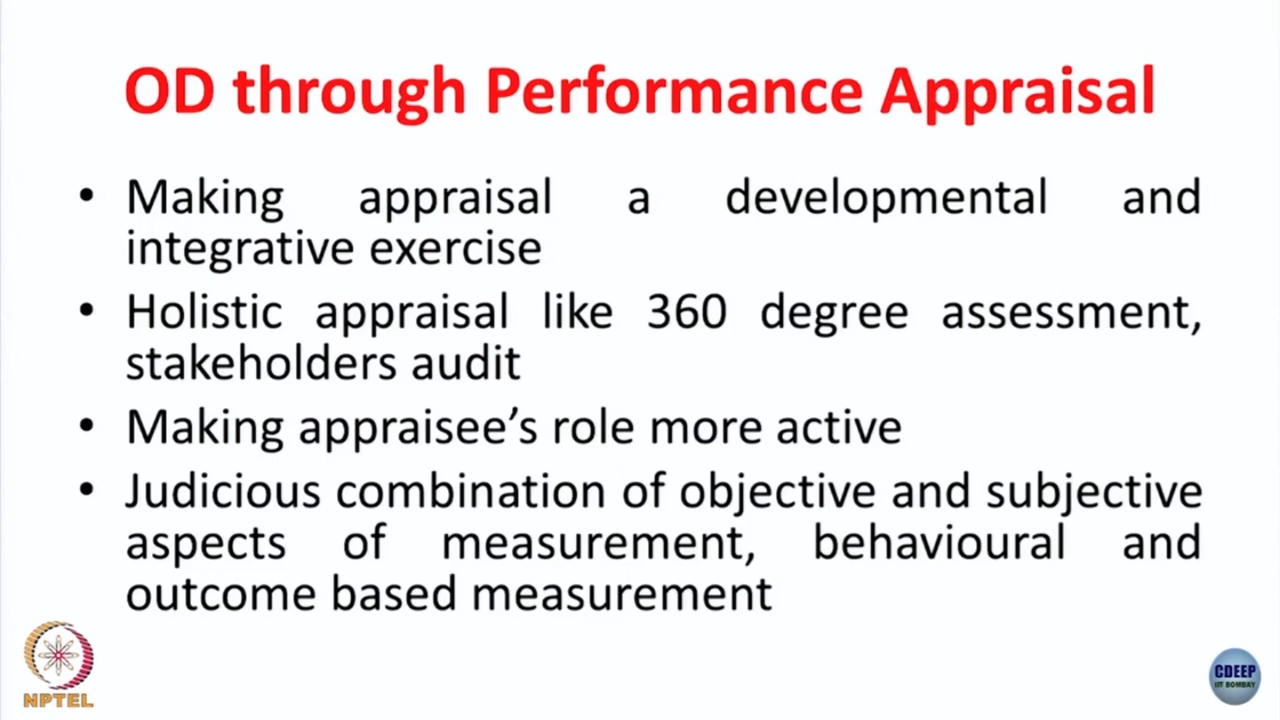 OD through Performance Appraisal
• Making appraisal a developmental and
integrative exercise
• Holistic appraisal like 360 degree assessment,
stakeholders audit
• Making appraisee’s role more active
• Judicious combination of objective and subjective
aspects of measurement, behavioural and
outcome based measurement
NPTEL
CDEEP
IIT BOMBAY